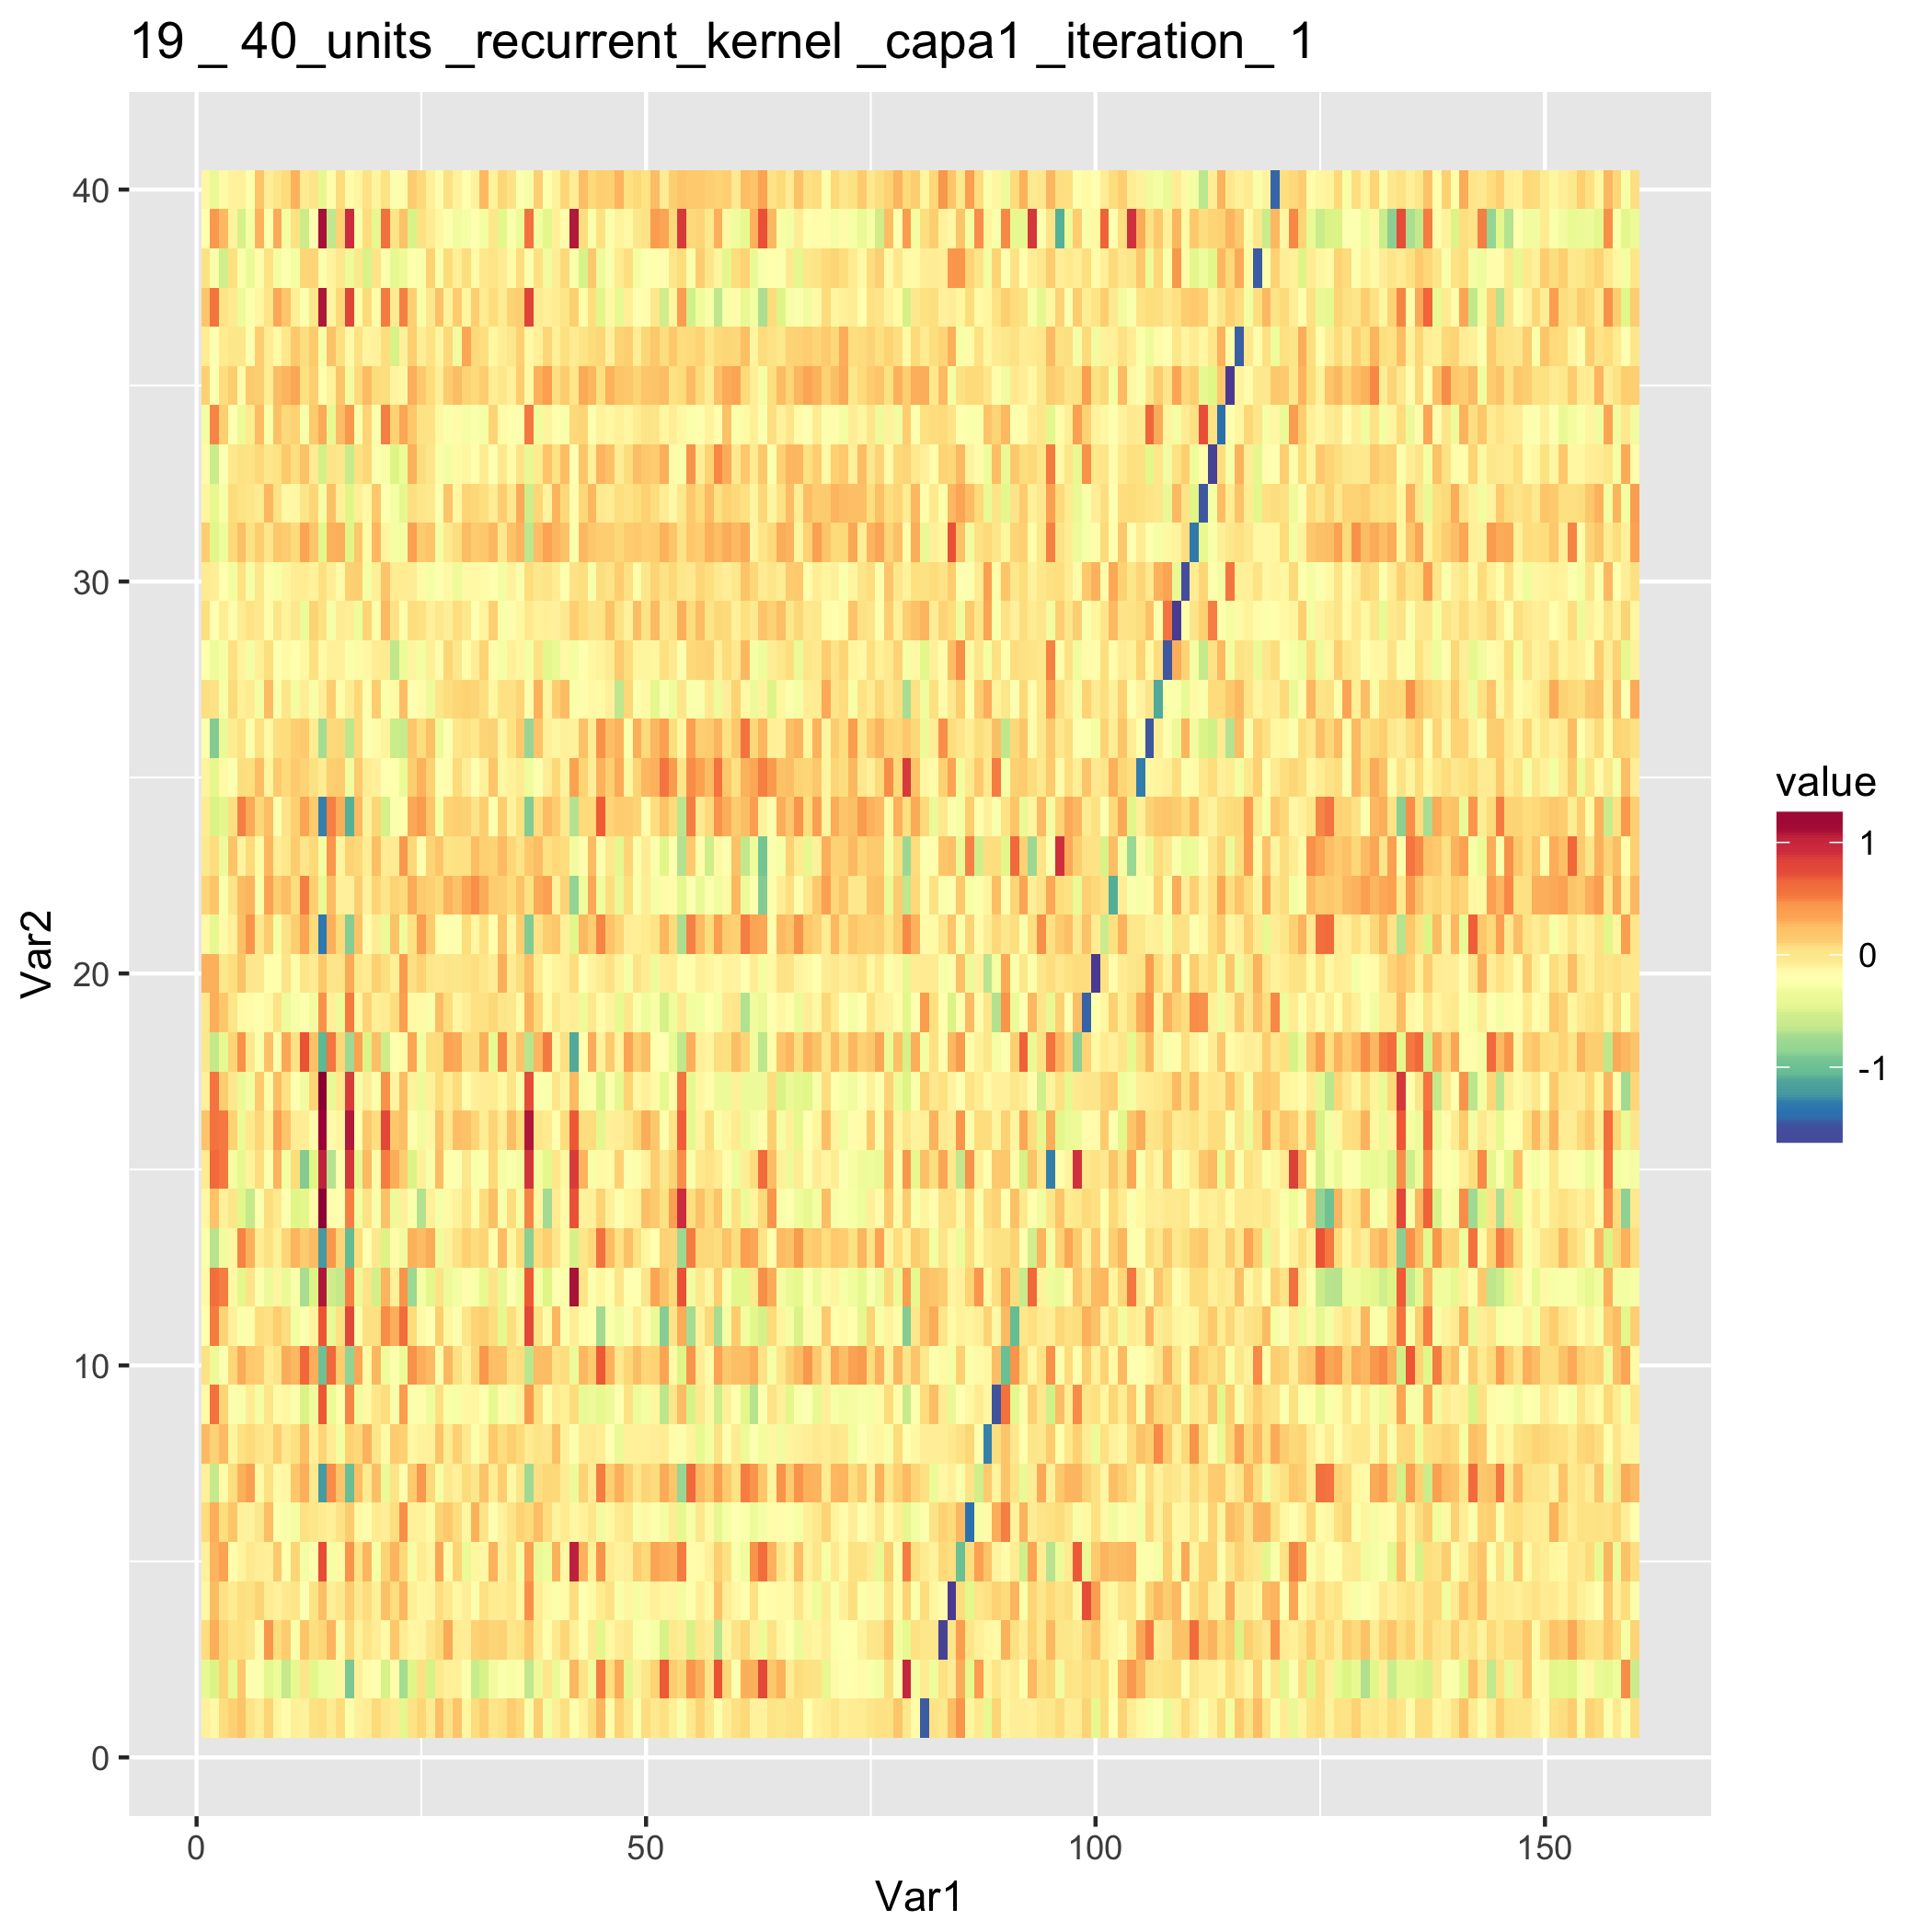 19 _ 40_units _recurrent_kernel _capa1 _iteration_ 1
40
30
20
10
0
Var2
0 50 100 150
Var1
value
1
0
-1